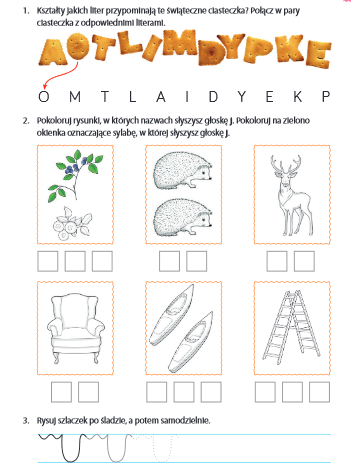 1. Kształty jakich liter przypominają te świąteczne ciasteczka? Połącz w pary
ciasteczka z odpowiednimi literami.
A O T L I M D Y P K E
O M T L A I D Y E K P
2. Pokoloruj rysunki, w których nazwach słyszysz głoskę j. Pokoloruj na zielono
okienka oznaczające sylabę, w której słyszysz głoskę j.
3. Rysuj szlaczek po śladzie, a potem samodzielnie.